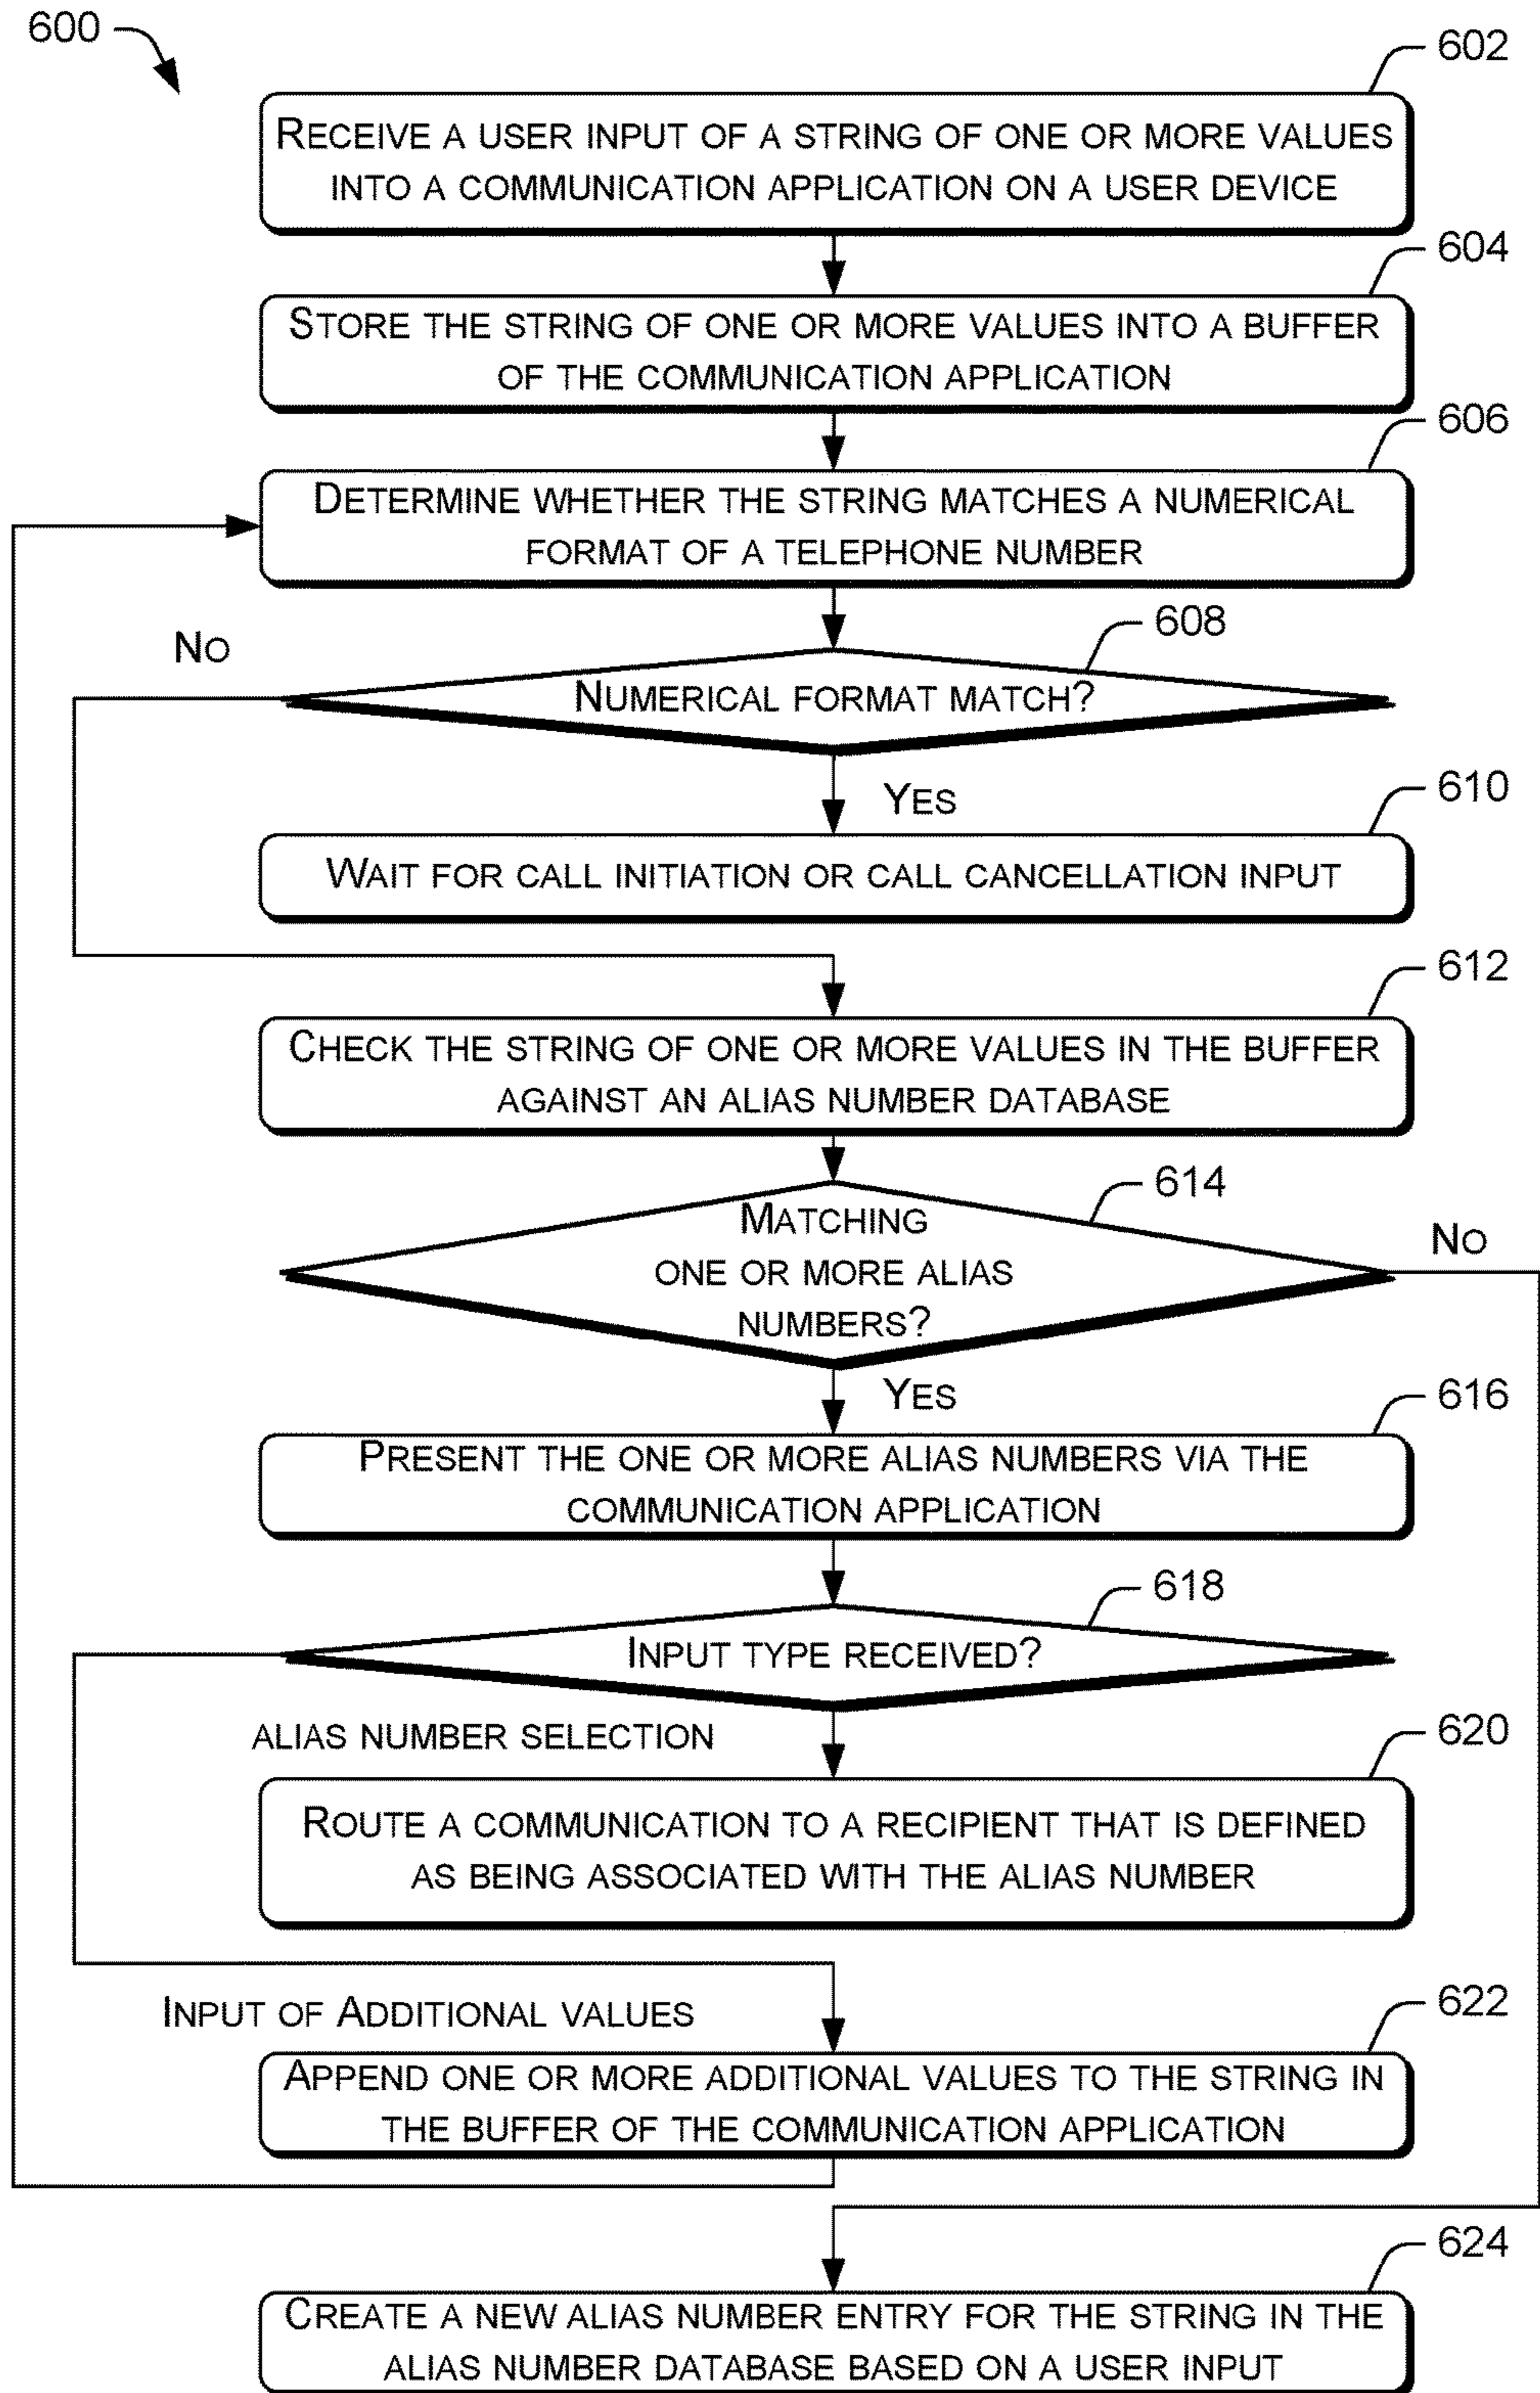 600
602
RECEIVE A USER INPUT OF A STRING OF ONE OR MORE VALUES
INTO A COMMUNICATION APPLICATION ON A USER DEVICE
604
STORE THE STRING OF ONE OR MORE VALUES INTO A BUFFER
OF THE COMMUNICATION APPLICATION
606
DETERMINE WHETHER THE STRING MATCHES A NUMERICAL
FORMAT OF A TELEPHONE NUMBER
608
NO
NUMERICAL FORMAT MATCH?
YES
610
WAIT FOR CALL INITIATION OR CALL CANCELLATION INPUT
612
CHECK THE STRING OF ONE OR MORE VALUES IN THE BUFFER
AGAINST AN ALIAS NUMBER DATABASE
614
MATCHING
ONE OR MORE ALIAS
NUMBERS?
NO
YES
616
PRESENT THE ONE OR MORE ALIAS NUMBERS VIA THE
COMMUNICATION APPLICATION
618
INPUT TYPE RECEIVED?
ALIAS NUMBER SELECTION
620
ROUTE A COMMUNICATION TO A RECIPIENT THAT IS DEFINED
AS BEING ASSOCIATED WITH THE ALIAS NUMBER
INPUT OF ADDITIONAL VALUES
622
APPEND ONE OR MORE ADDITIONAL VALUES TO THE STRING IN
THE BUFFER OF THE COMMUNICATION APPLICATION
624
CREATE A NEW ALIAS NUMBER ENTRY FOR THE STRING IN THE
ALIAS NUMBER DATABASE BASED ON A USER INPUT